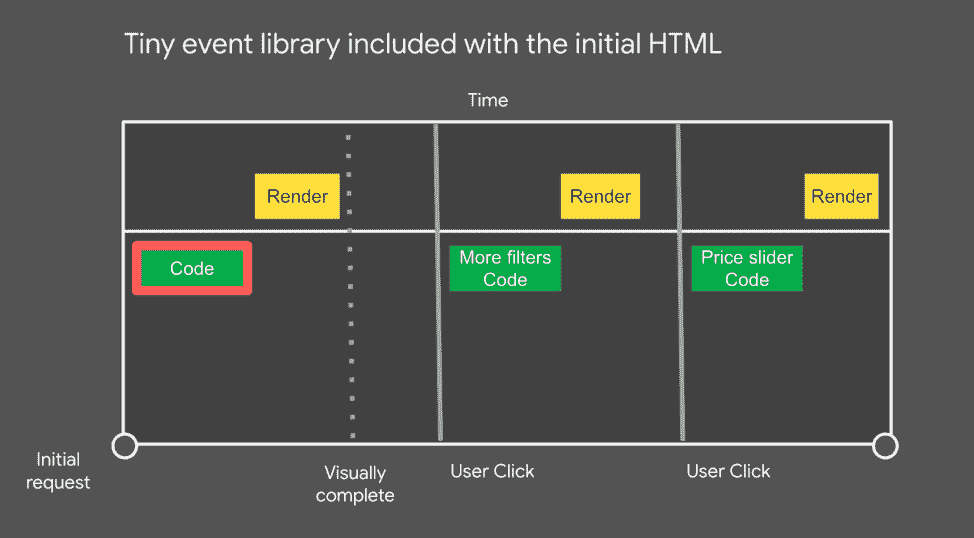 Tiny event library included with the initial HTML
Time
Render
Render
Render
Code
More filters
Code
Price slider
Code
Initial
request
Visually
complete
User Click
User Click